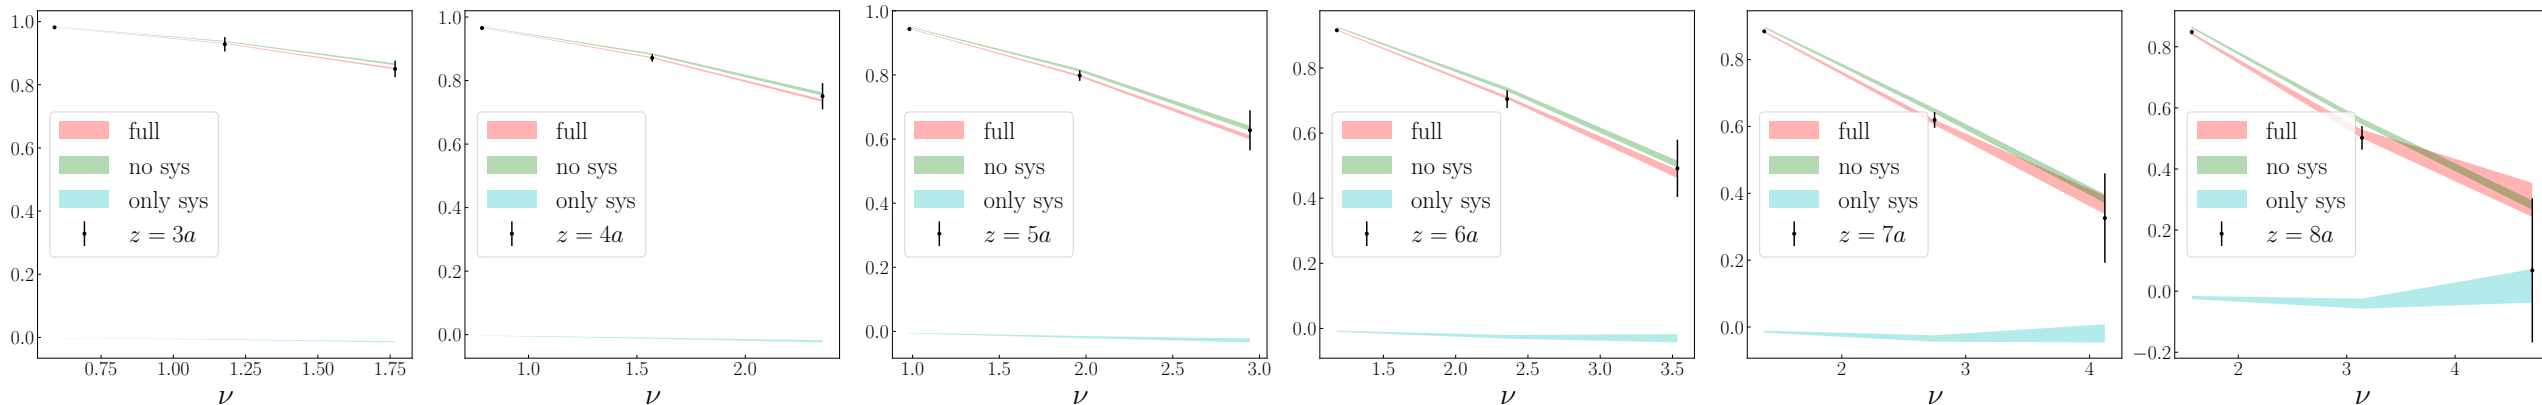 1.0
0.8
0.6
0.4
0.2
0.0
full
no sys
only sys
z = 3a
0.75 1.00 1.25 1.50 1.75
ν
1.0
0.8
0.6
0.4
0.2
0.0
full
no sys
only sys
z = 4a
1.0 1.5 2.0
ν
1.0
0.8
0.6
0.4
0.2
0.0
full
no sys
only sys
z = 5a
1.0 1.5 2.0 2.5 3.0
ν
0.8
0.6
0.4
0.2
0.0
full
no sys
only sys
z = 6a
1.5 2.0 2.5 3.0 3.5
ν
0.8
0.6
0.4
0.2
0.0
full
no sys
only sys
z = 7a
2 3 4
ν
0.8
0.6
0.4
0.2
0.0
−0.2
full
no sys
only sys
z = 8a
2 3 4
ν